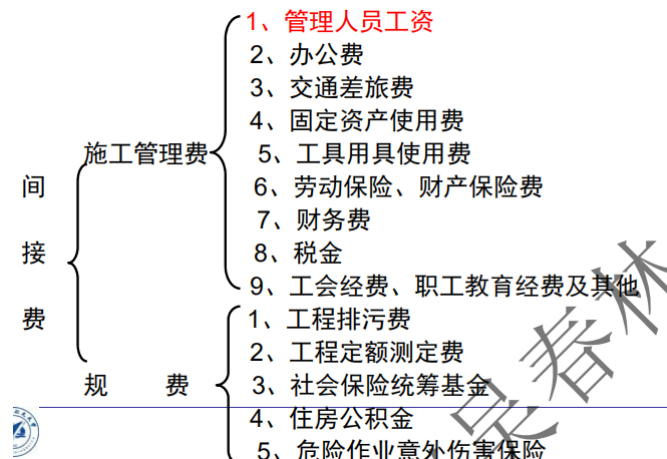 1、管理人员工资
2、办公费
3、交通差旅费
4、固定资产使用费
施工管理费
5、工具用具使用费
间
6、劳动保险、财产保险费
7、财务费
接
8、税金
9、工会经费、职工教育经费及其他
费
1、工程排污费
2、工程定额测定费
规 费
3、社会保险统筹基金
4、住房公积金
5、危险作业意外伤害保险
吴春林